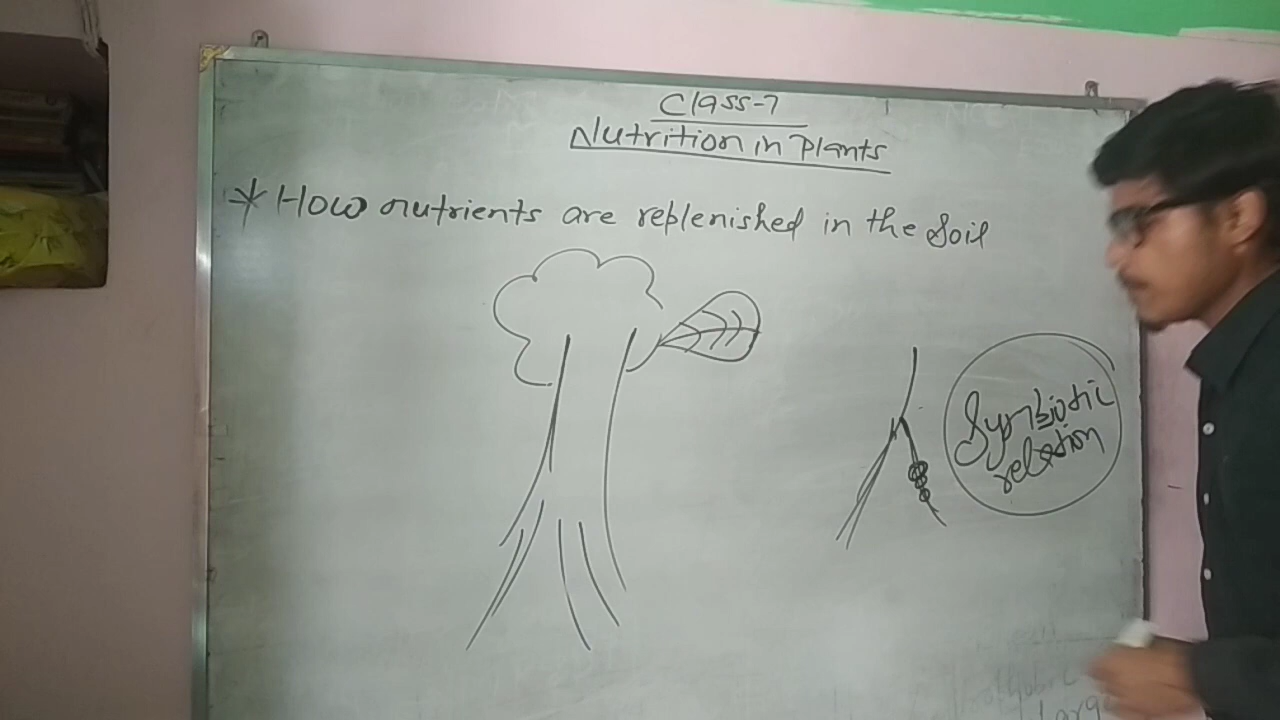 Class-7
Nutrition in Plants
* How nutrients are replenished in the Soil
Symbiotic
relation